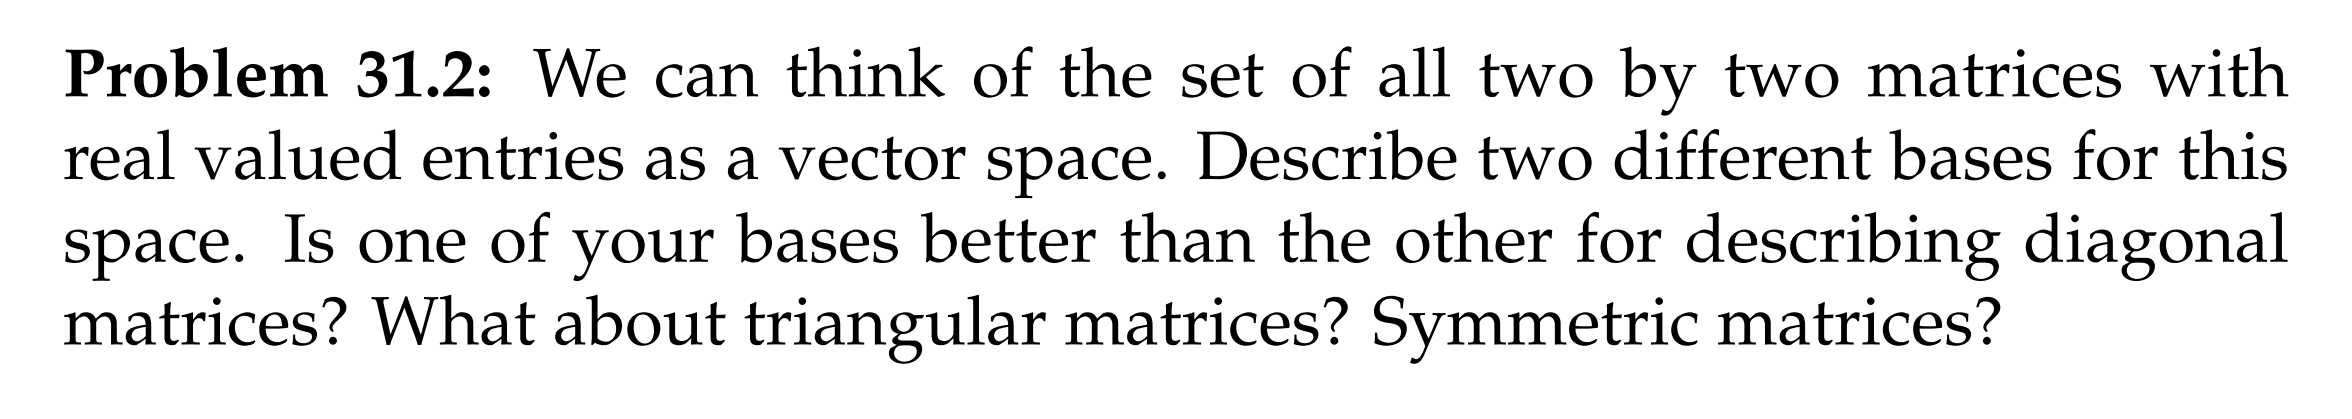 Problem 31.2: We can think of the set of all two by two matrices with
real valued entries as a vector space. Describe two different bases for this
space. Is one of your bases better than the other for describing diagonal
matrices? What about triangular matrices? Symmetric matrices?